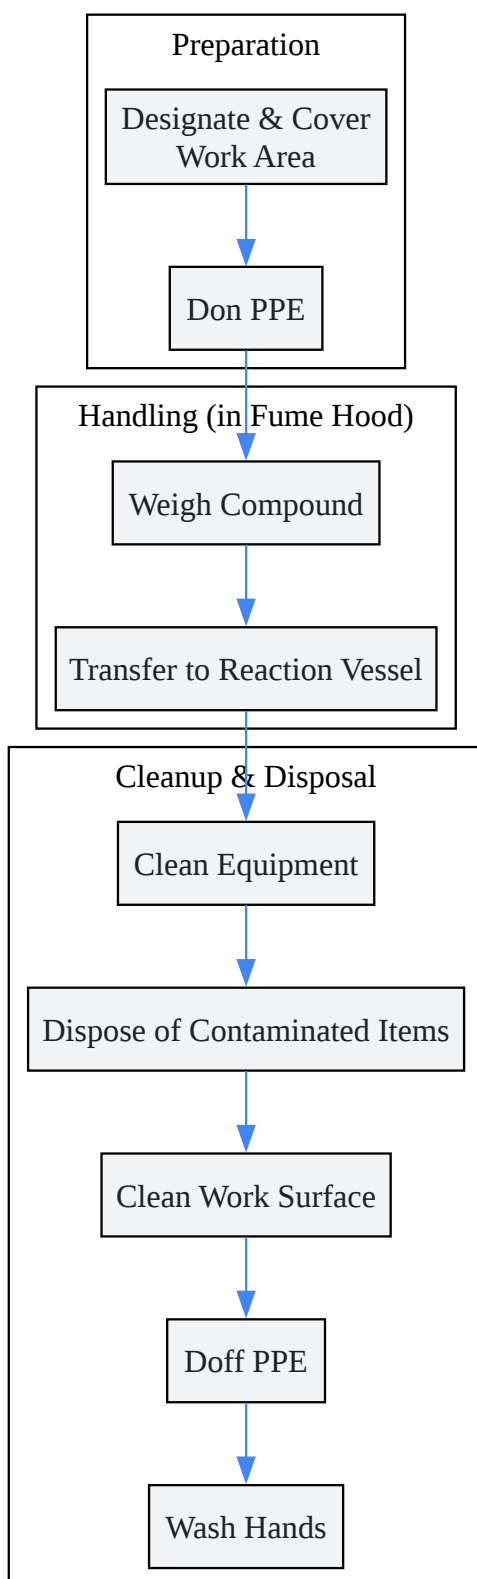 Preparation
Designate & Cover
Work Area
Don PPE
Handling (in Fume Hood)
Weigh Compound
Transfer to Reaction Vessel
Cleanup & Disposal
Clean Equipment
Dispose of Contaminated Items
Clean Work Surface
Doff PPE
Wash Hands